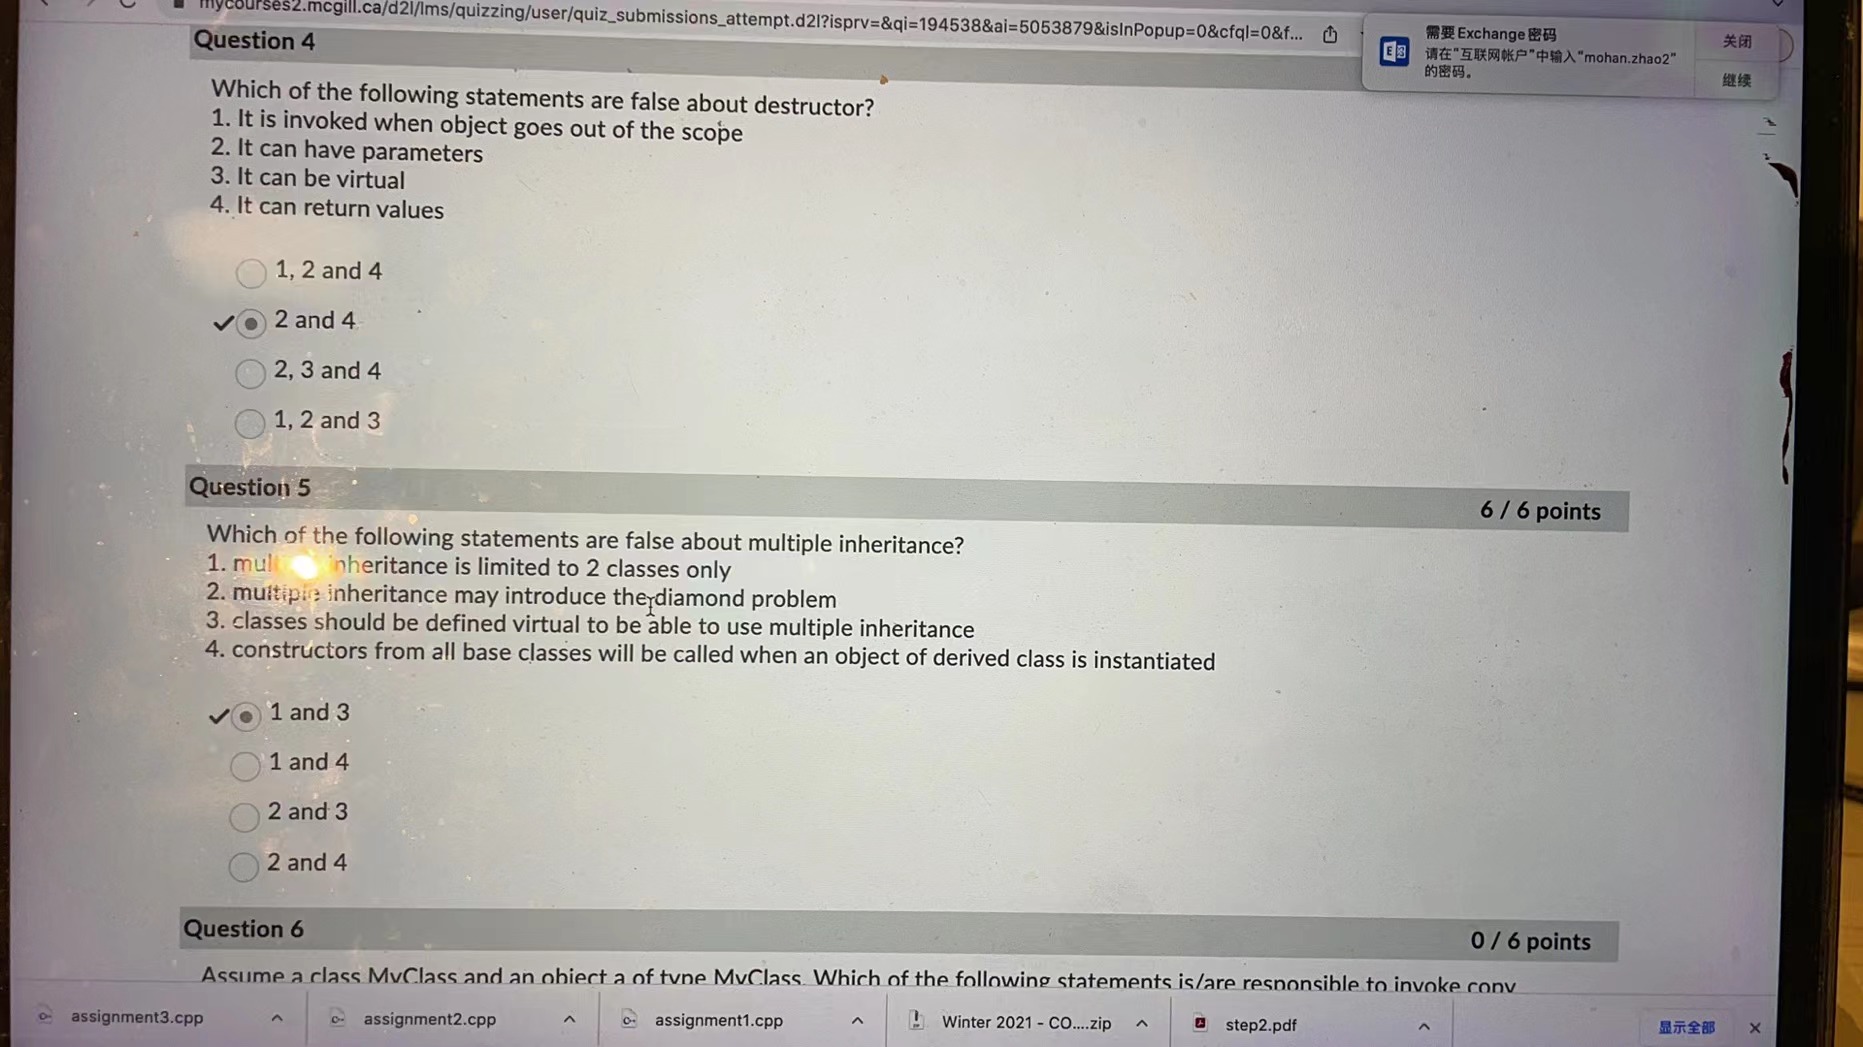 mycourses2.mcgill.ca/d2l/lms/quizzing/user/quiz_submissions_attempt.d2l?isprv=&qi=194538&ai=5053879&isInPopup=0&cfql=0&f...
需要 Exchange 密码
请在“互联网帐户”中输入“mohan.zhao2”
的密码。
关闭
继续
Question 4
Which of the following statements are false about destructor?
1. It is invoked when object goes out of the scope
2. It can have parameters
3. It can be virtual
4. It can return values
1, 2 and 4
2 and 4
2, 3 and 4
1, 2 and 3
Question 5
6 / 6 points
Which of the following statements are false about multiple inheritance?
1. inheritance is limited to 2 classes only
2. multiple inheritance may introduce the diamond problem
3. classes should be defined virtual to be able to use multiple inheritance
4. constructors from all base classes will be called when an object of derived class is instantiated
1 and 3
1 and 4
2 and 3
2 and 4
Question 6
0 / 6 points
Assume a class MyClass and an object a of type MyClass. Which of the following statements is/are responsible to invoke copy
assignment3.cpp
assignment2.cpp
assignment1.cpp
Winter 2021 - CO....zip
step2.pdf
显示全部